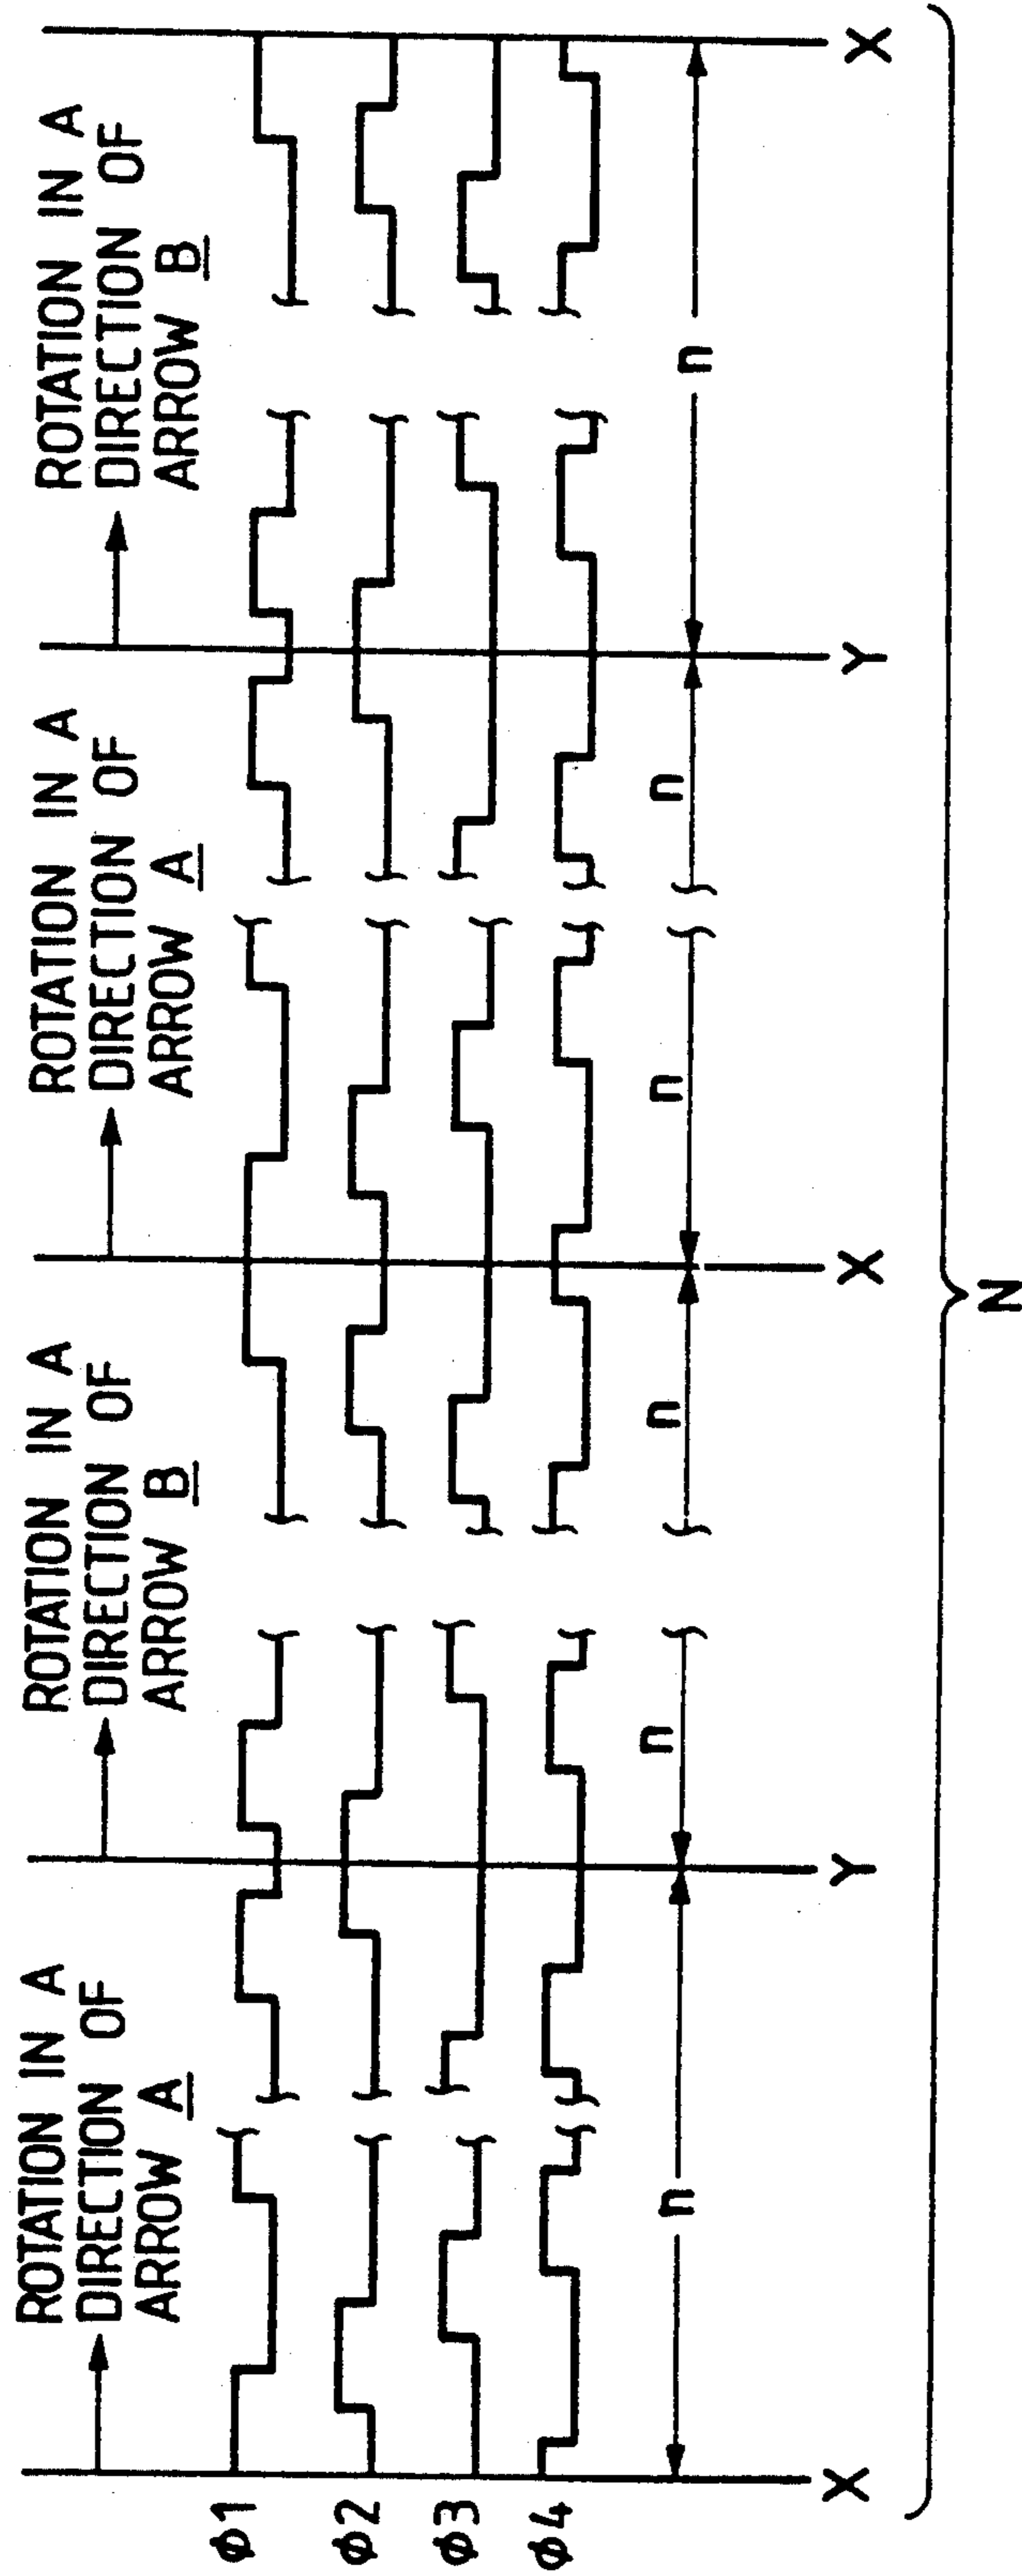 ROTATION IN A
DIRECTION OF
ARROW A
ROTATION IN A
DIRECTION OF
ARROW B
ROTATION IN A
DIRECTION OF
ARROW A
ROTATION IN A
DIRECTION OF
ARROW B
φ1
φ2
φ3
φ4
n
n
n
n
n
n
X
Y
X
Y
X
N